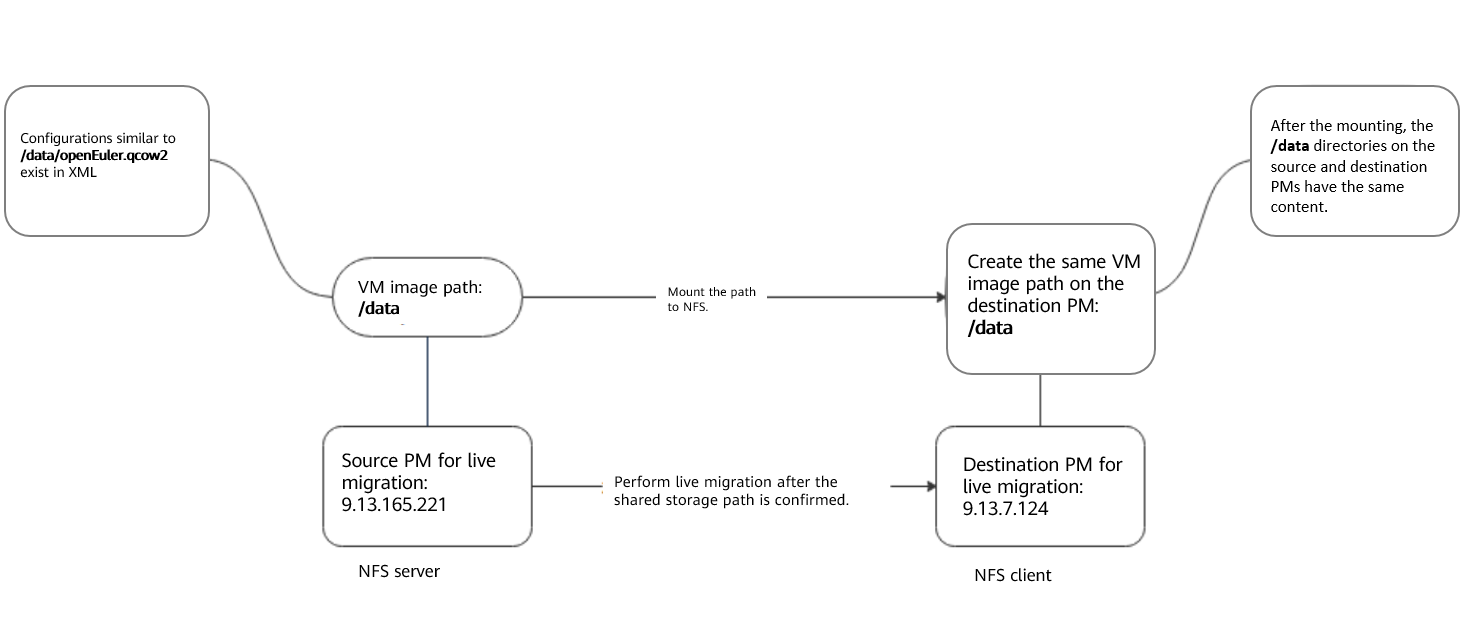 Configurations similar to
/data/openEuler.qcow2
exist in XML
After the mounting, the
/data directories on the
source and destination
PMs have the same
content.
VM image path:
/data
Mount the path
to NFS.
Create the same VM
image path on the
destination PM:
/data
Source PM for live
migration:
9.13.165.221
Perform live migration after the
shared storage path is confirmed.
Destination PM for
live migration:
9.13.7.124
NFS server
NFS client